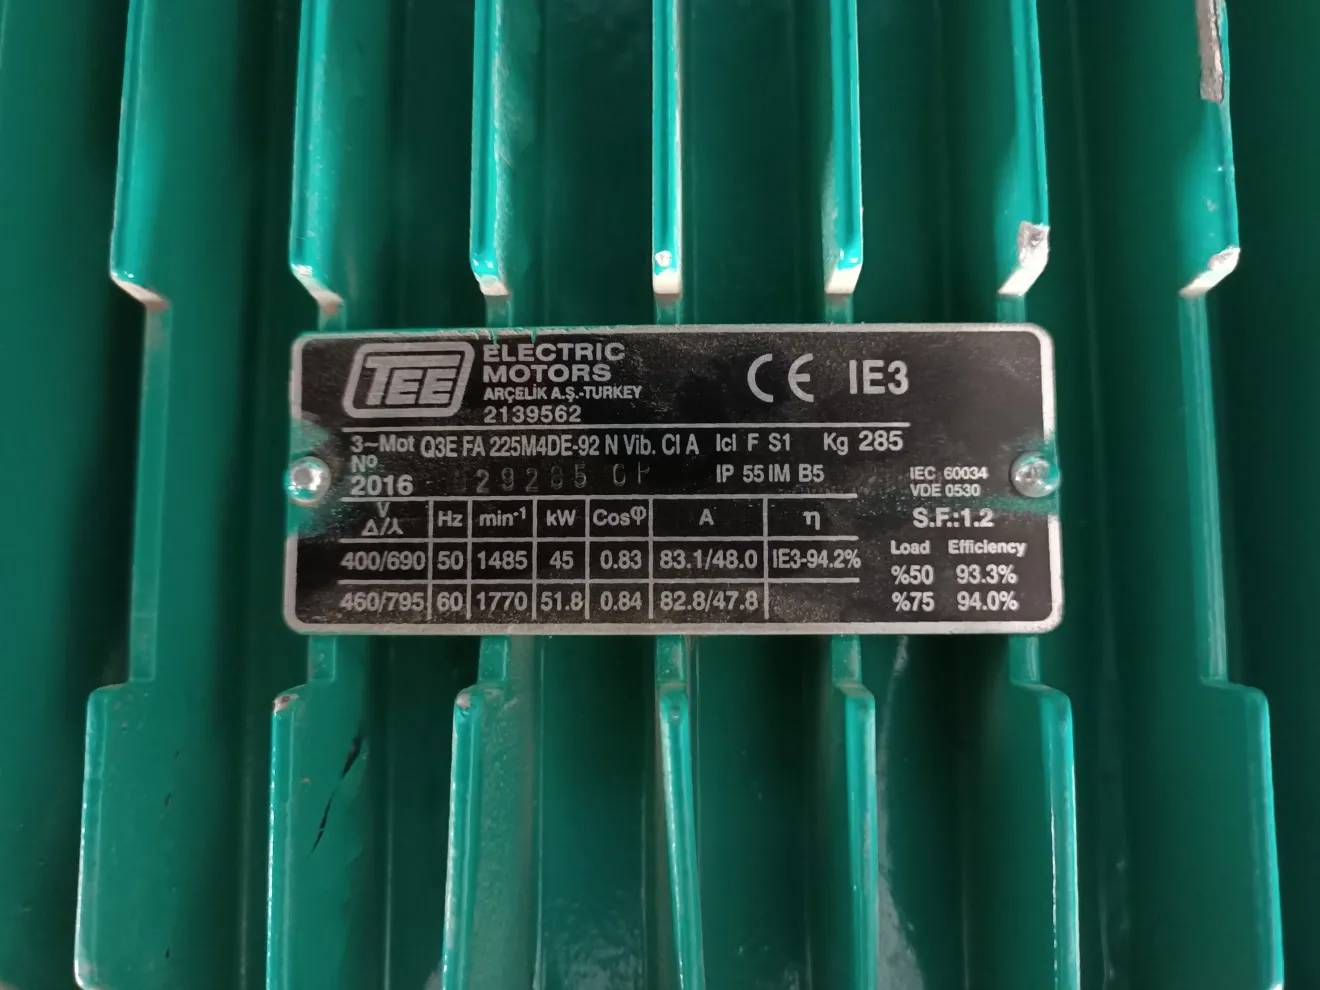 TEE
ELECTRIC
MOTORS
ARÇELİK A.Ş.-TURKEY
2139562
CE IE3
3~Mot Q3E FA 225M4DE-92 N Vib. Cl A Icl F S1 Kg 285
Nº
2016 IP 55 IM B5
IEC 60034
VDE 0530
V
Δ/⅄ Hz min⁻¹ kW Cosφ A η
S.F.:1.2
400/690 50 1485 45 0.83 83.1/48.0 IE3-94.2%
460/795 60 1770 51.8 0.84 82.8/47.8
Load Efficiency
%50 93.3%
%75 94.0%